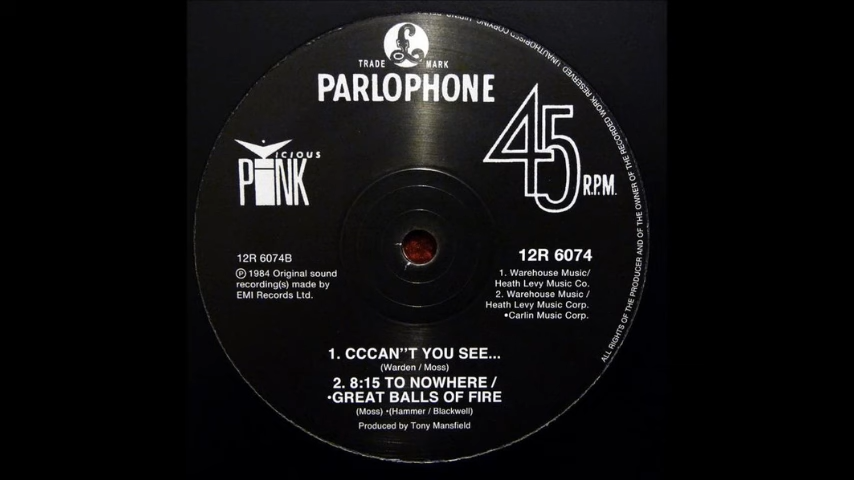 TRADE MARK
PARLOPHONE
45
R.P.M.
VICIOUS
PINK
12R 6074B
Ⓟ 1984 Original sound
recording(s) made by
EMI Records Ltd.
12R 6074
1. Warehouse Music/
Heath Levy Music Co.
2. Warehouse Music /
Heath Levy Music Corp.
•Carlin Music Corp.
1. CCCAN"T YOU SEE...
(Warden / Moss)
2. 8:15 TO NOWHERE /
•GREAT BALLS OF FIRE
(Moss) •(Hammer / Blackwell)
Produced by Tony Mansfield
ALL RIGHTS OF THE PRODUCER AND OF THE OWNER OF THE RECORDED WORK RESERVED UNAUTHORISED COPYING